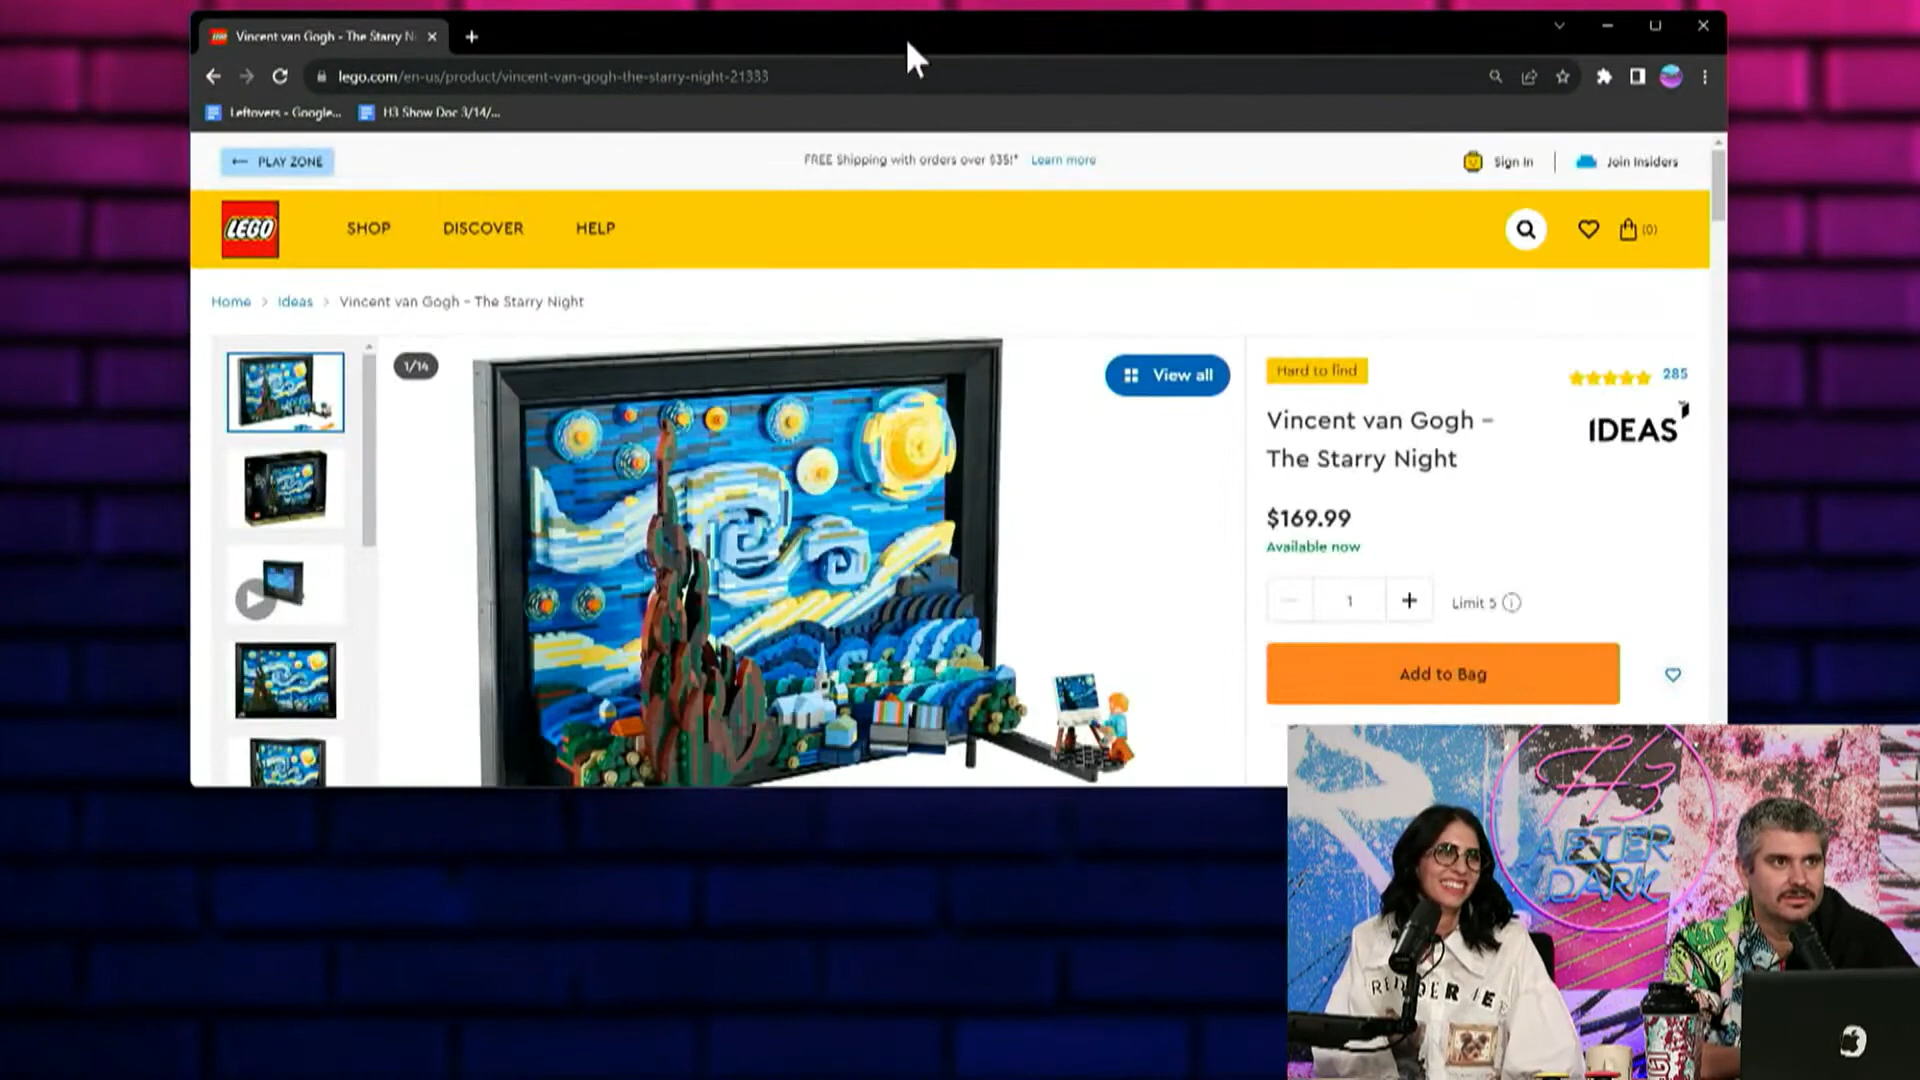 Vincent van Gogh - The Starry N
lego.com/en-us/product/vincent-van-gogh-the-starry-night-21333
Leftovers - Google...
H3 Show Doc 3/14/...
PLAY ZONE
FREE Shipping with orders over $35!* Learn more
Sign In
Join Insiders
LEGO
SHOP
DISCOVER
HELP
(0)
Home > Ideas > Vincent van Gogh - The Starry Night
1/14
View all
Hard to find
285
Vincent van Gogh -
The Starry Night
IDEAS
$169.99
Available now
1
Limit 5
Add to Bag
H3
AFTER
DARK